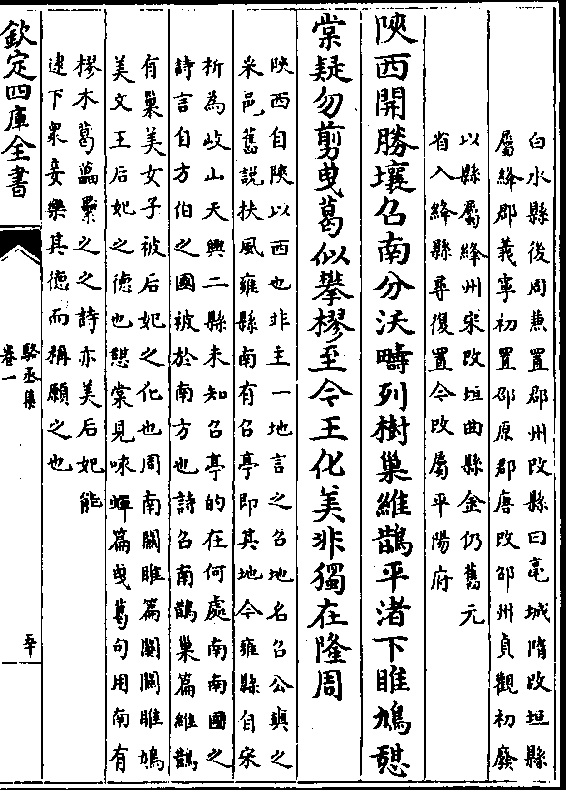 白水縣後周兼置郡州改縣曰亳城隋改垣縣
屬絳郡義寧初置邵原郡唐改邵州貞觀初廢
以縣屬絳州宋改垣曲縣金仍舊元
省入絳縣尋復置今改屬平陽府
陝西開勝壤召南分沃疇列樹巢維鵲平渚下雎鳩憇
棠疑勿剪曳葛似攀樛至今王化美非獨在隆周
陝西自陝以西也非主一地言之召地名召公奭之
采邑舊說扶風雍縣南有召亭即其地今雍縣自宋
析為岐山天興二縣未知召亭的在何處南南國之
詩言自方伯之國被於南方也詩召南鵲巢篇維鵲
有巢美女子被后妃之化也周南關雎篇關關雎鳩
美文王后妃之德也憇棠見咏蟬篇曳葛句用南有
樛木葛藟纍之之詩亦美后妃能
逮下衆妾樂其德而稱願之也
欽定四庫全書
駱丞集
卷一